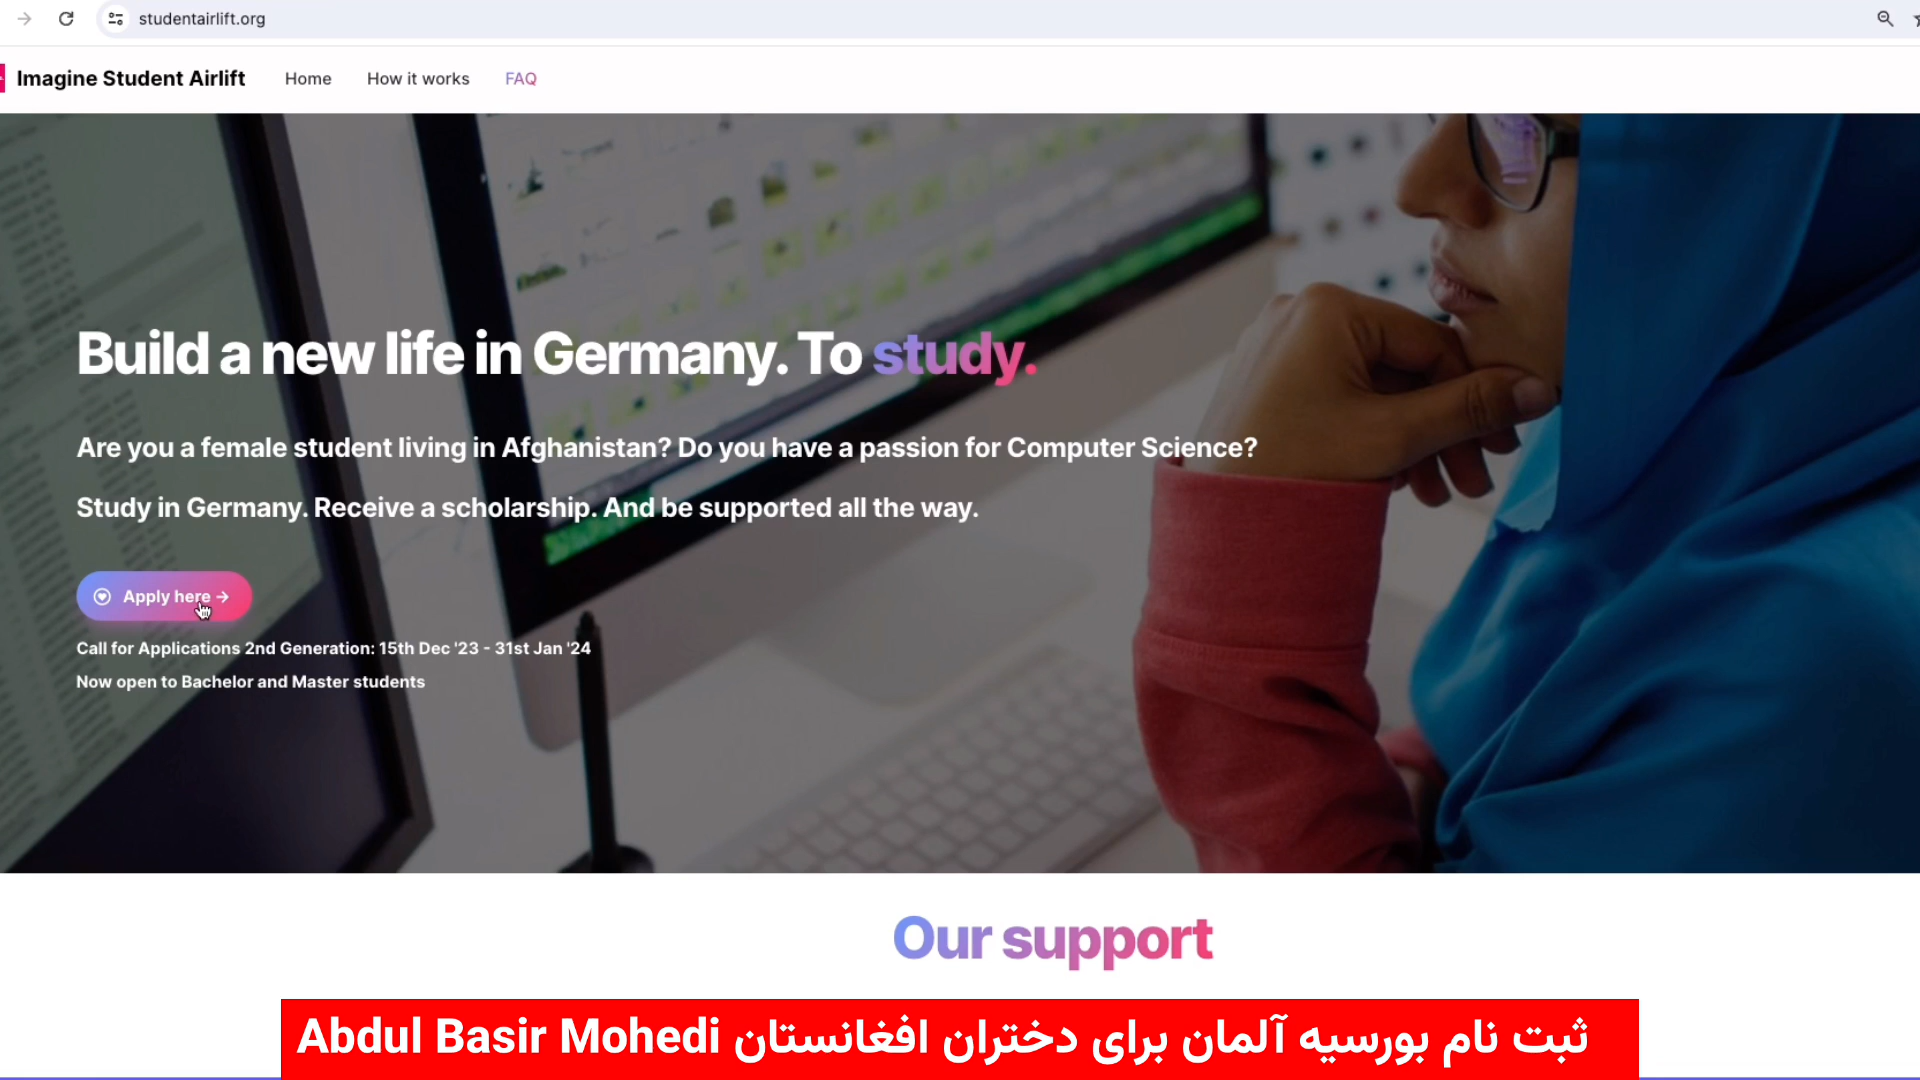 studentairlift.org
Imagine Student Airlift Home How it works FAQ
Build a new life in Germany. To study.
Are you a female student living in Afghanistan? Do you have a passion for Computer Science?
Study in Germany. Receive a scholarship. And be supported all the way.
Apply here →
Call for Applications 2nd Generation: 15th Dec '23 - 31st Jan '24
Now open to Bachelor and Master students
Our support
ثبت نام بورسیه آلمان برای دختران افغانستان Abdul Basir Mohedi